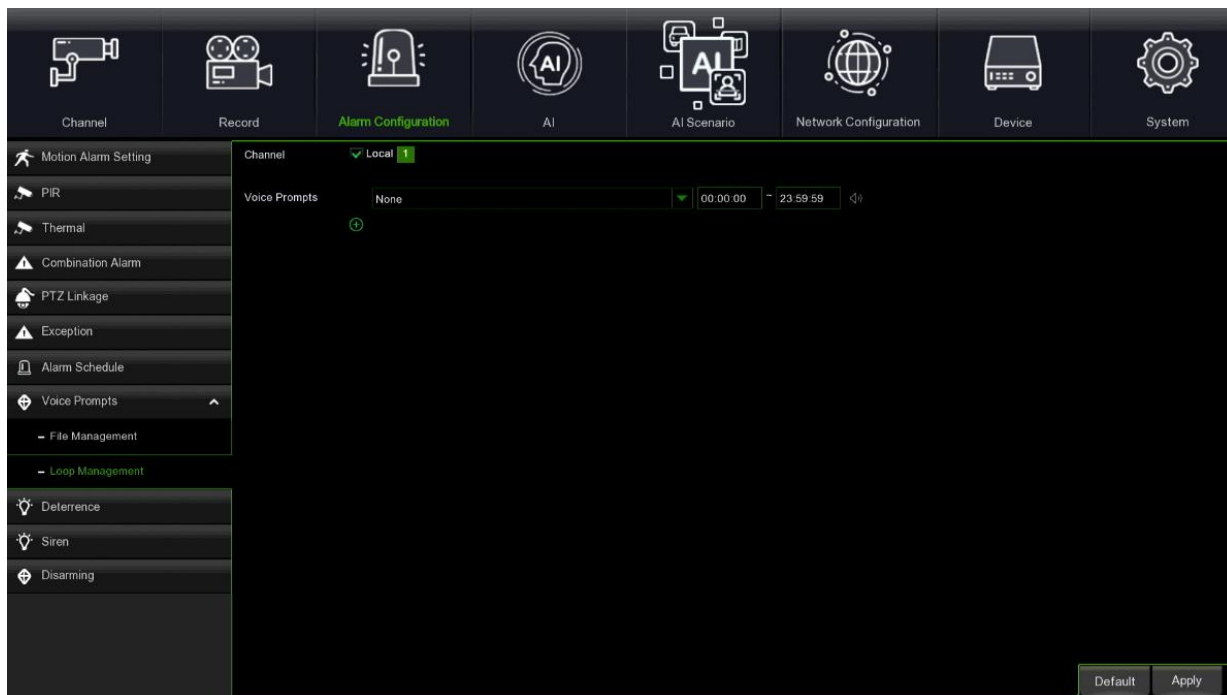 AI
AI
Channel
Record
Alarm Configuration
AI
AI Scenario
Network Configuration
Device
System
Motion Alarm Setting
PIR
Thermal
Combination Alarm
PTZ Linkage
Exception
Alarm Schedule
Voice Prompts
– File Management
– Loop Management
Deterrence
Siren
Disarming
Channel Local 1
Voice Prompts None 00:00:00 ~ 23:59:59
Default Apply